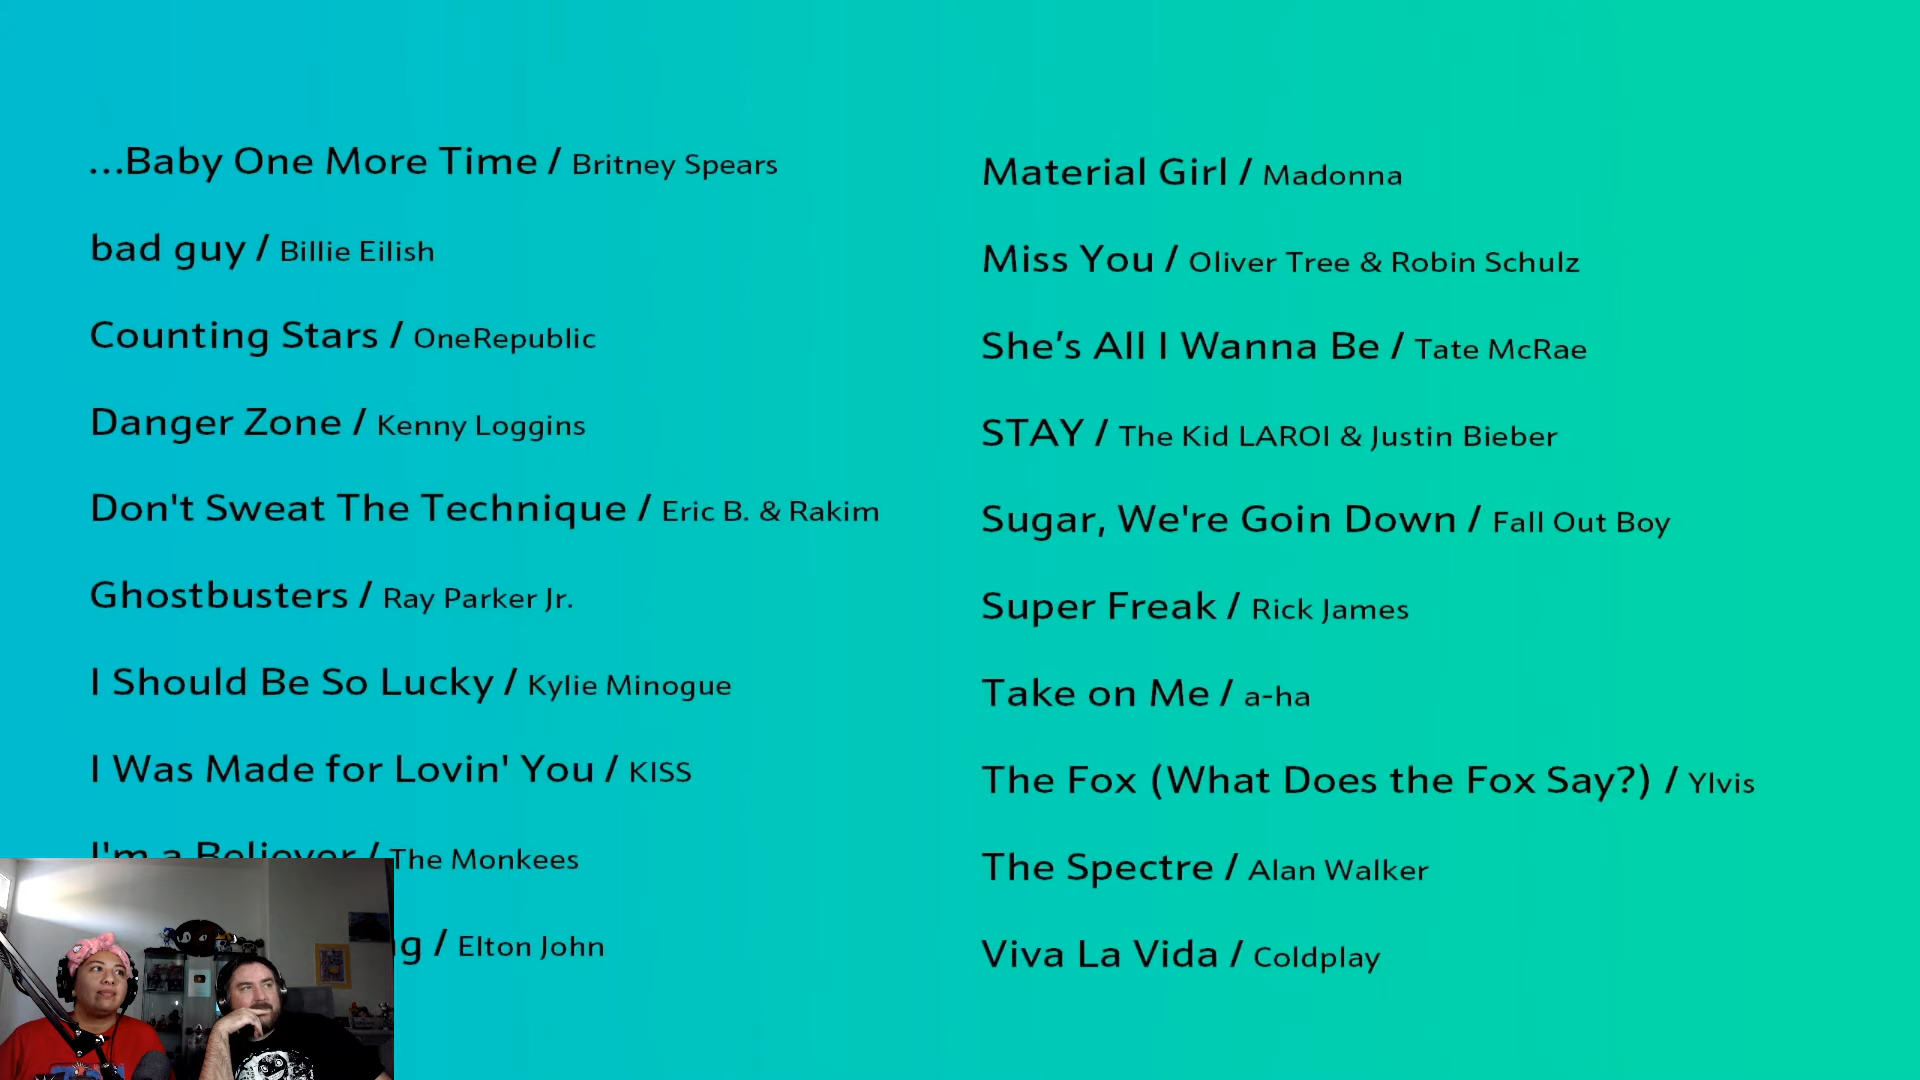 ...Baby One More Time / Britney Spears
bad guy / Billie Eilish
Counting Stars / OneRepublic
Danger Zone / Kenny Loggins
Don't Sweat The Technique / Eric B. & Rakim
Ghostbusters / Ray Parker Jr.
I Should Be So Lucky / Kylie Minogue
I Was Made for Lovin' You / KISS
I'm a Believer / The Monkees
/ Elton John
Material Girl / Madonna
Miss You / Oliver Tree & Robin Schulz
She’s All I Wanna Be / Tate McRae
STAY / The Kid LAROI & Justin Bieber
Sugar, We're Goin Down / Fall Out Boy
Super Freak / Rick James
Take on Me / a-ha
The Fox (What Does the Fox Say?) / Ylvis
The Spectre / Alan Walker
Viva La Vida / Coldplay